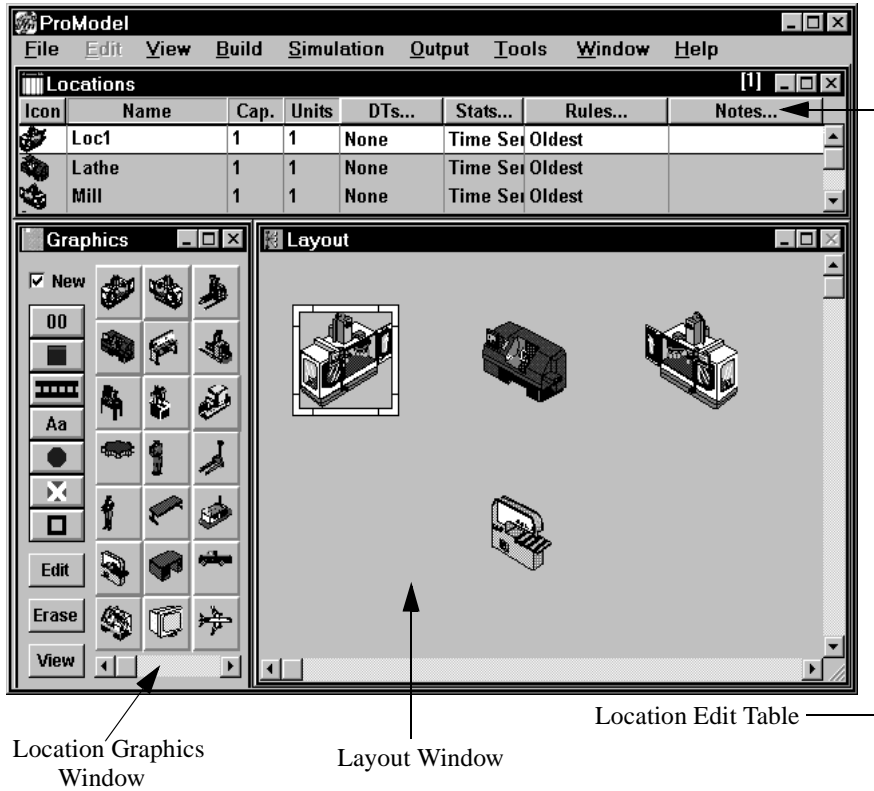 ProModel
File Edit View Build Simulation Output Tools Window Help
Locations [1]
Icon Name Cap. Units DTs... Stats... Rules... Notes...
Loc1 1 1 None Time Ser Oldest
Lathe 1 1 None Time Ser Oldest
Mill 1 1 None Time Ser Oldest
Graphics
Layout
New
00
Aa
Edit
Erase
View
Location Edit Table
Location Graphics
Window
Layout Window